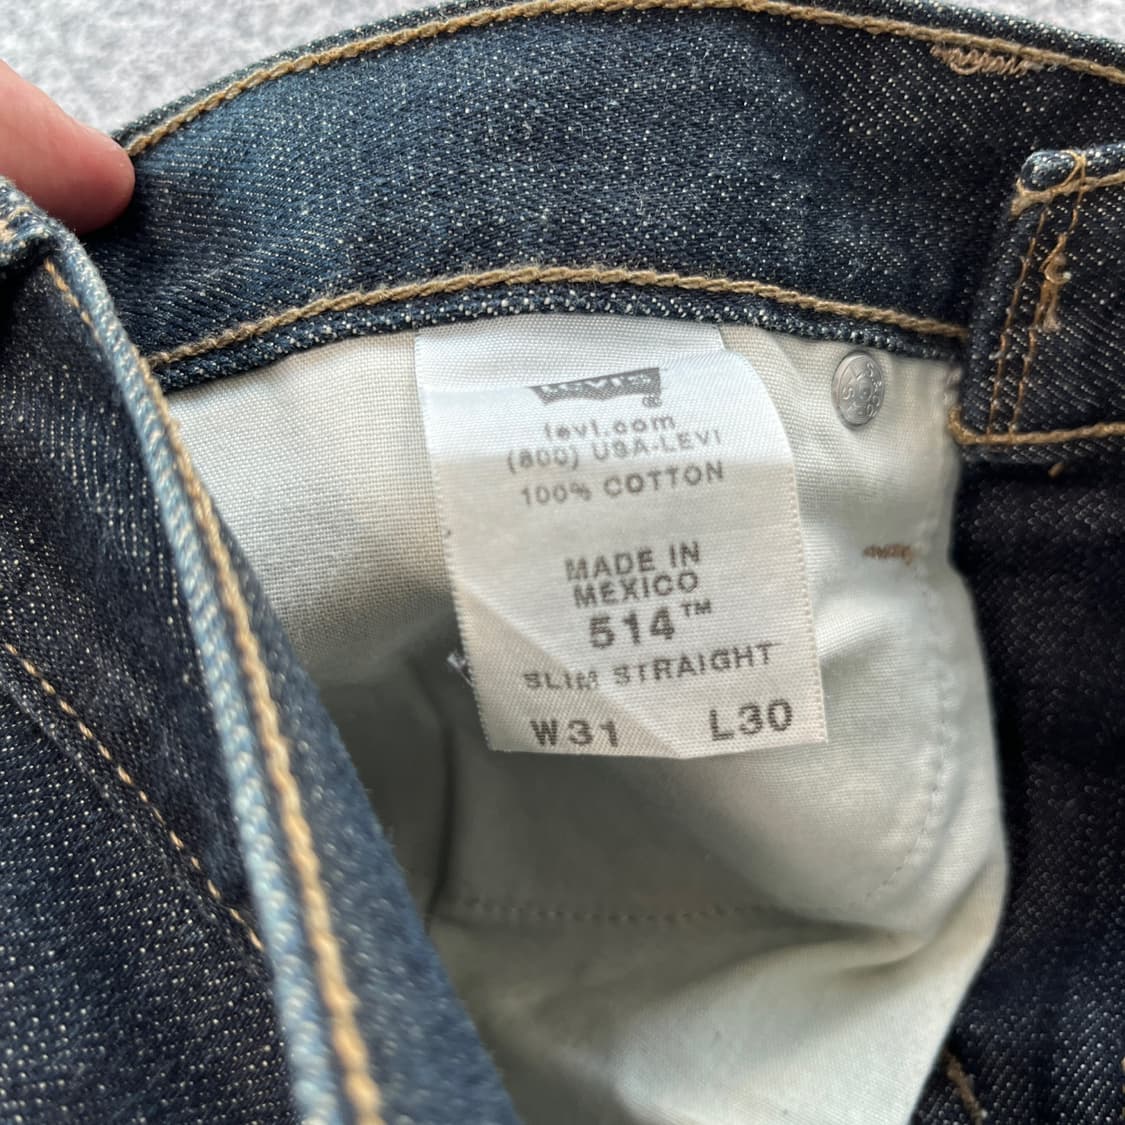 LEVI'S
®
levi.com
(800) USA-LEVI
100% COTTON
MADE IN
MEXICO
514™
SLIM STRAIGHT
W31 L30